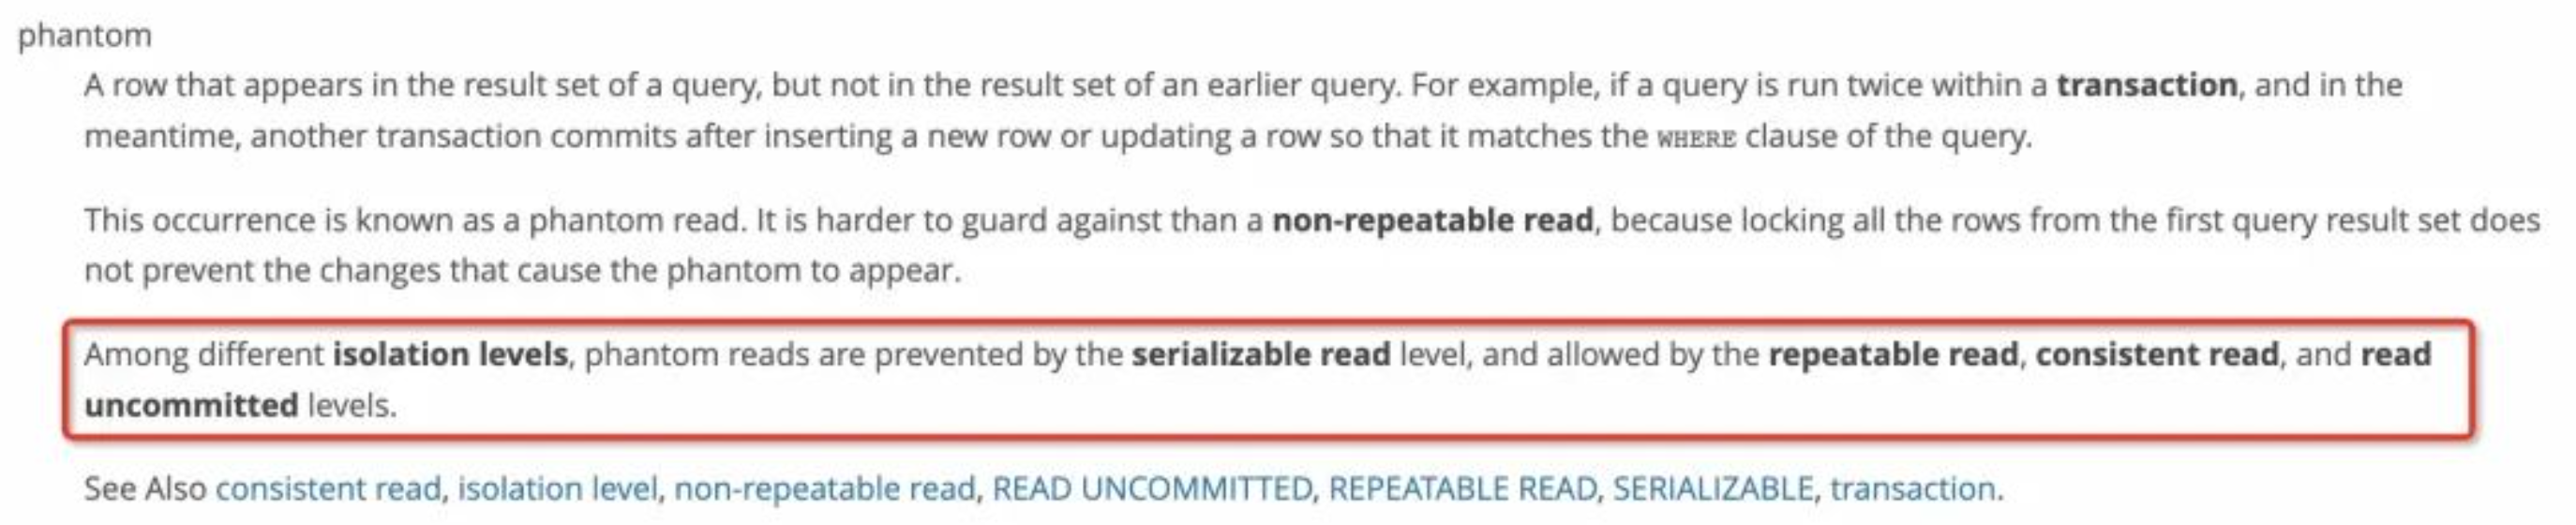 phantom
A row that appears in the result set of a query, but not in the result set of an earlier query. For example, if a query is run twice within a transaction, and in the
meantime, another transaction commits after inserting a new row or updating a row so that it matches the WHERE clause of the query.
This occurrence is known as a phantom read. It is harder to guard against than a non-repeatable read, because locking all the rows from the first query result set does
not prevent the changes that cause the phantom to appear.
Among different isolation levels, phantom reads are prevented by the serializable read level, and allowed by the repeatable read, consistent read, and read
uncommitted levels.
See Also consistent read, isolation level, non-repeatable read, READ UNCOMMITTED, REPEATABLE READ, SERIALIZABLE, transaction.